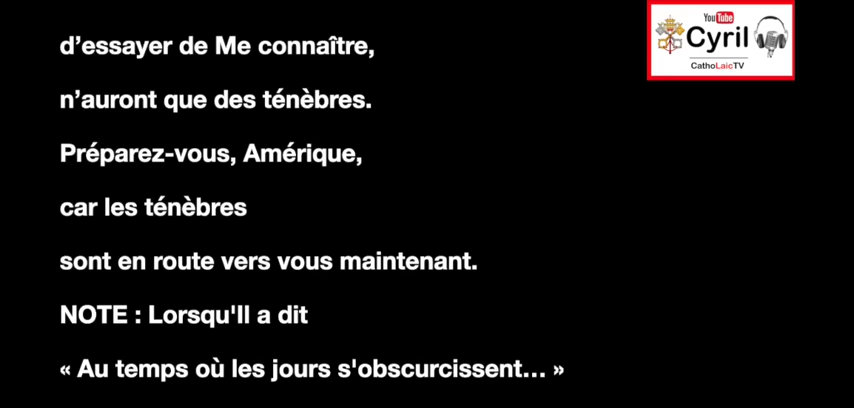 d’essayer de Me connaître,
n’auront que des ténèbres.
Préparez-vous, Amérique,
car les ténèbres
sont en route vers vous maintenant.
NOTE : Lorsqu'Il a dit
« Au temps où les jours s'obscurcissent… »
YouTube
Cyril
CathoLaicTV